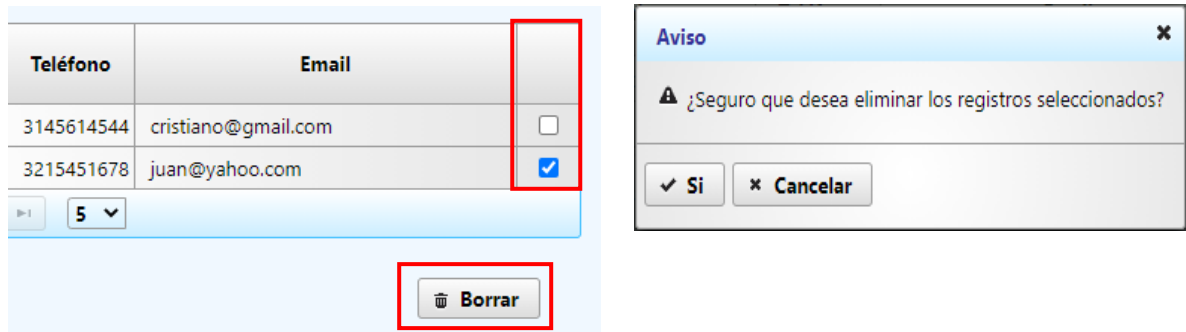 Teléfono Email
3145614544 cristiano@gmail.com
3215451678 juan@yahoo.com
5
Borrar
Aviso
¿Seguro que desea eliminar los registros seleccionados?
Si Cancelar